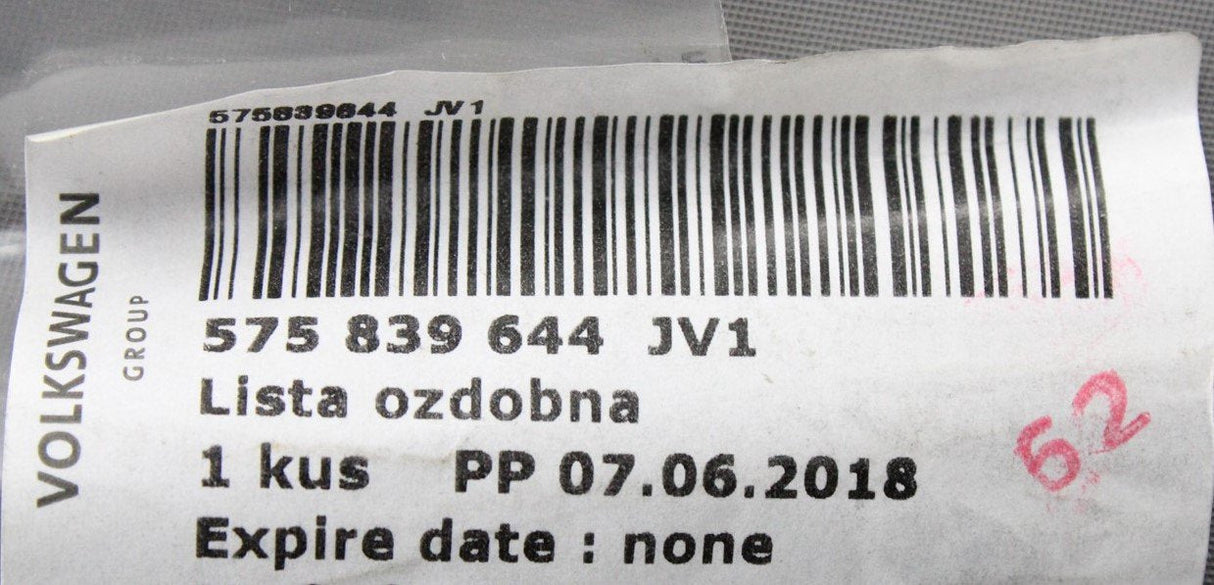 575839644 JV1
VOLKSWAGEN
GROUP
575 839 644 JV1
Lista ozdobna
1 kus PP 07.06.2018
Expire date : none
62